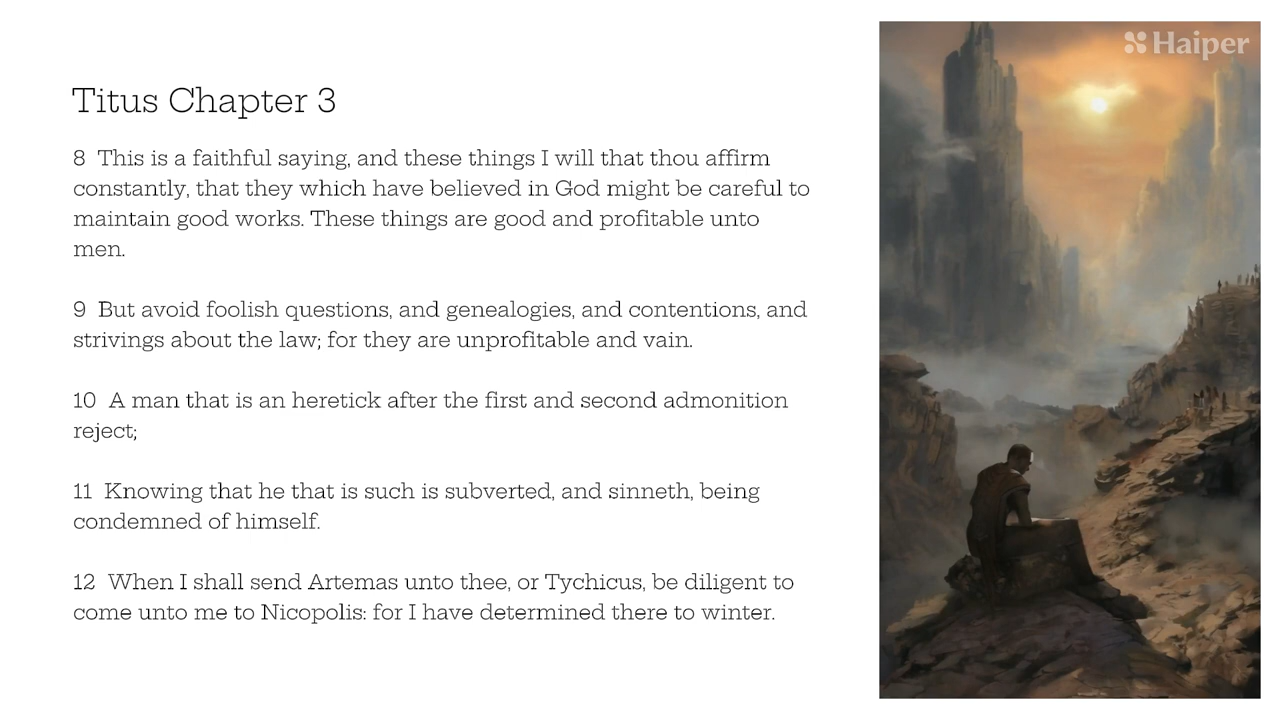 Titus Chapter 3
8 This is a faithful saying, and these things I will that thou affirm
constantly, that they which have believed in God might be careful to
maintain good works. These things are good and profitable unto
men.
9 But avoid foolish questions, and genealogies, and contentions, and
strivings about the law; for they are unprofitable and vain.
10 A man that is an heretick after the first and second admonition
reject;
11 Knowing that he that is such is subverted, and sinneth, being
condemned of himself.
12 When I shall send Artemas unto thee, or Tychicus, be diligent to
come unto me to Nicopolis: for I have determined there to winter.
Haiper